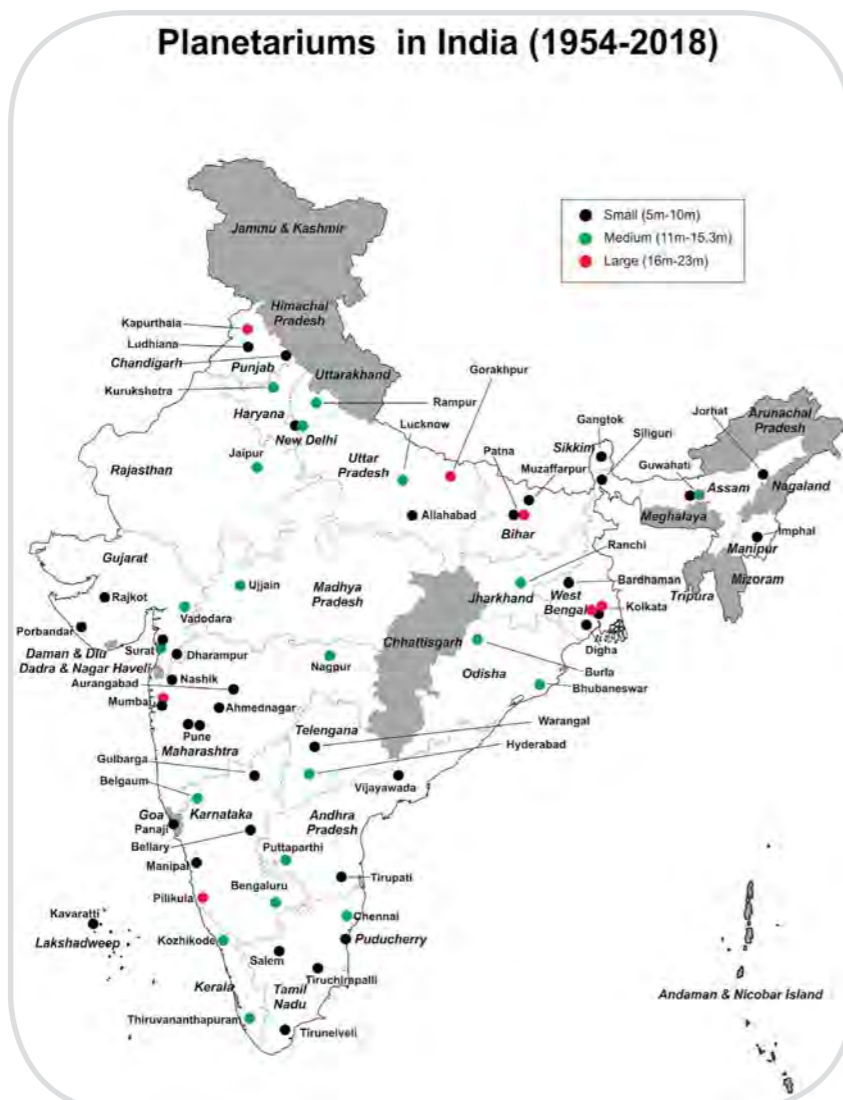 Planetariums in India (1954-2018)
Small (5m-10m)
Medium (11m-15.3m)
Large (16m-23m)
Jammu & Kashmir
Himachal
Pradesh
Kapurthala
Ludhiana
Chandigarh
Punjab
Uttarakhand
Kurukshetra
Haryana
New Delhi
Rampur
Gorakhpur
Lucknow
Jaipur
Rajasthan
Uttar
Pradesh
Patna
Muzaffarpur
Allahabad
Bihar
Gangtok
Sikkim
Siliguri
Jorhat
Arunachal
Pradesh
Guwahati
Assam
Nagaland
Meghalaya
Imphal
Manipur
Mizoram
Tripura
Gujarat
Rajkot
Ujjain
Vadodara
Porbandar
Madhya
Pradesh
Ranchi
Jharkhand
West
Bengal
Bardhaman
Kolkata
Digha
Chhattisgarh
Surat
Daman & Diu
Dadra & Nagar Haveli
Dharampur
Nashik
Aurangabad
Nagpur
Odisha
Burla
Bhubaneswar
Mumbai
Ahmednagar
Pune
Maharashtra
Telengana
Warangal
Hyderabad
Gulbarga
Belgaum
Vijayawada
Goa
Panaji
Karnataka
Andhra
Pradesh
Bellary
Puttaparthi
Manipal
Tirupati
Bengaluru
Pilikula
Chennai
Kavaratti
Lakshadweep
Kozhikode
Puducherry
Salem
Tiruchirapalli
Kerala
Tamil
Nadu
Thiruvananthapuram
Tirunelveli
Andaman & Nicobar Island